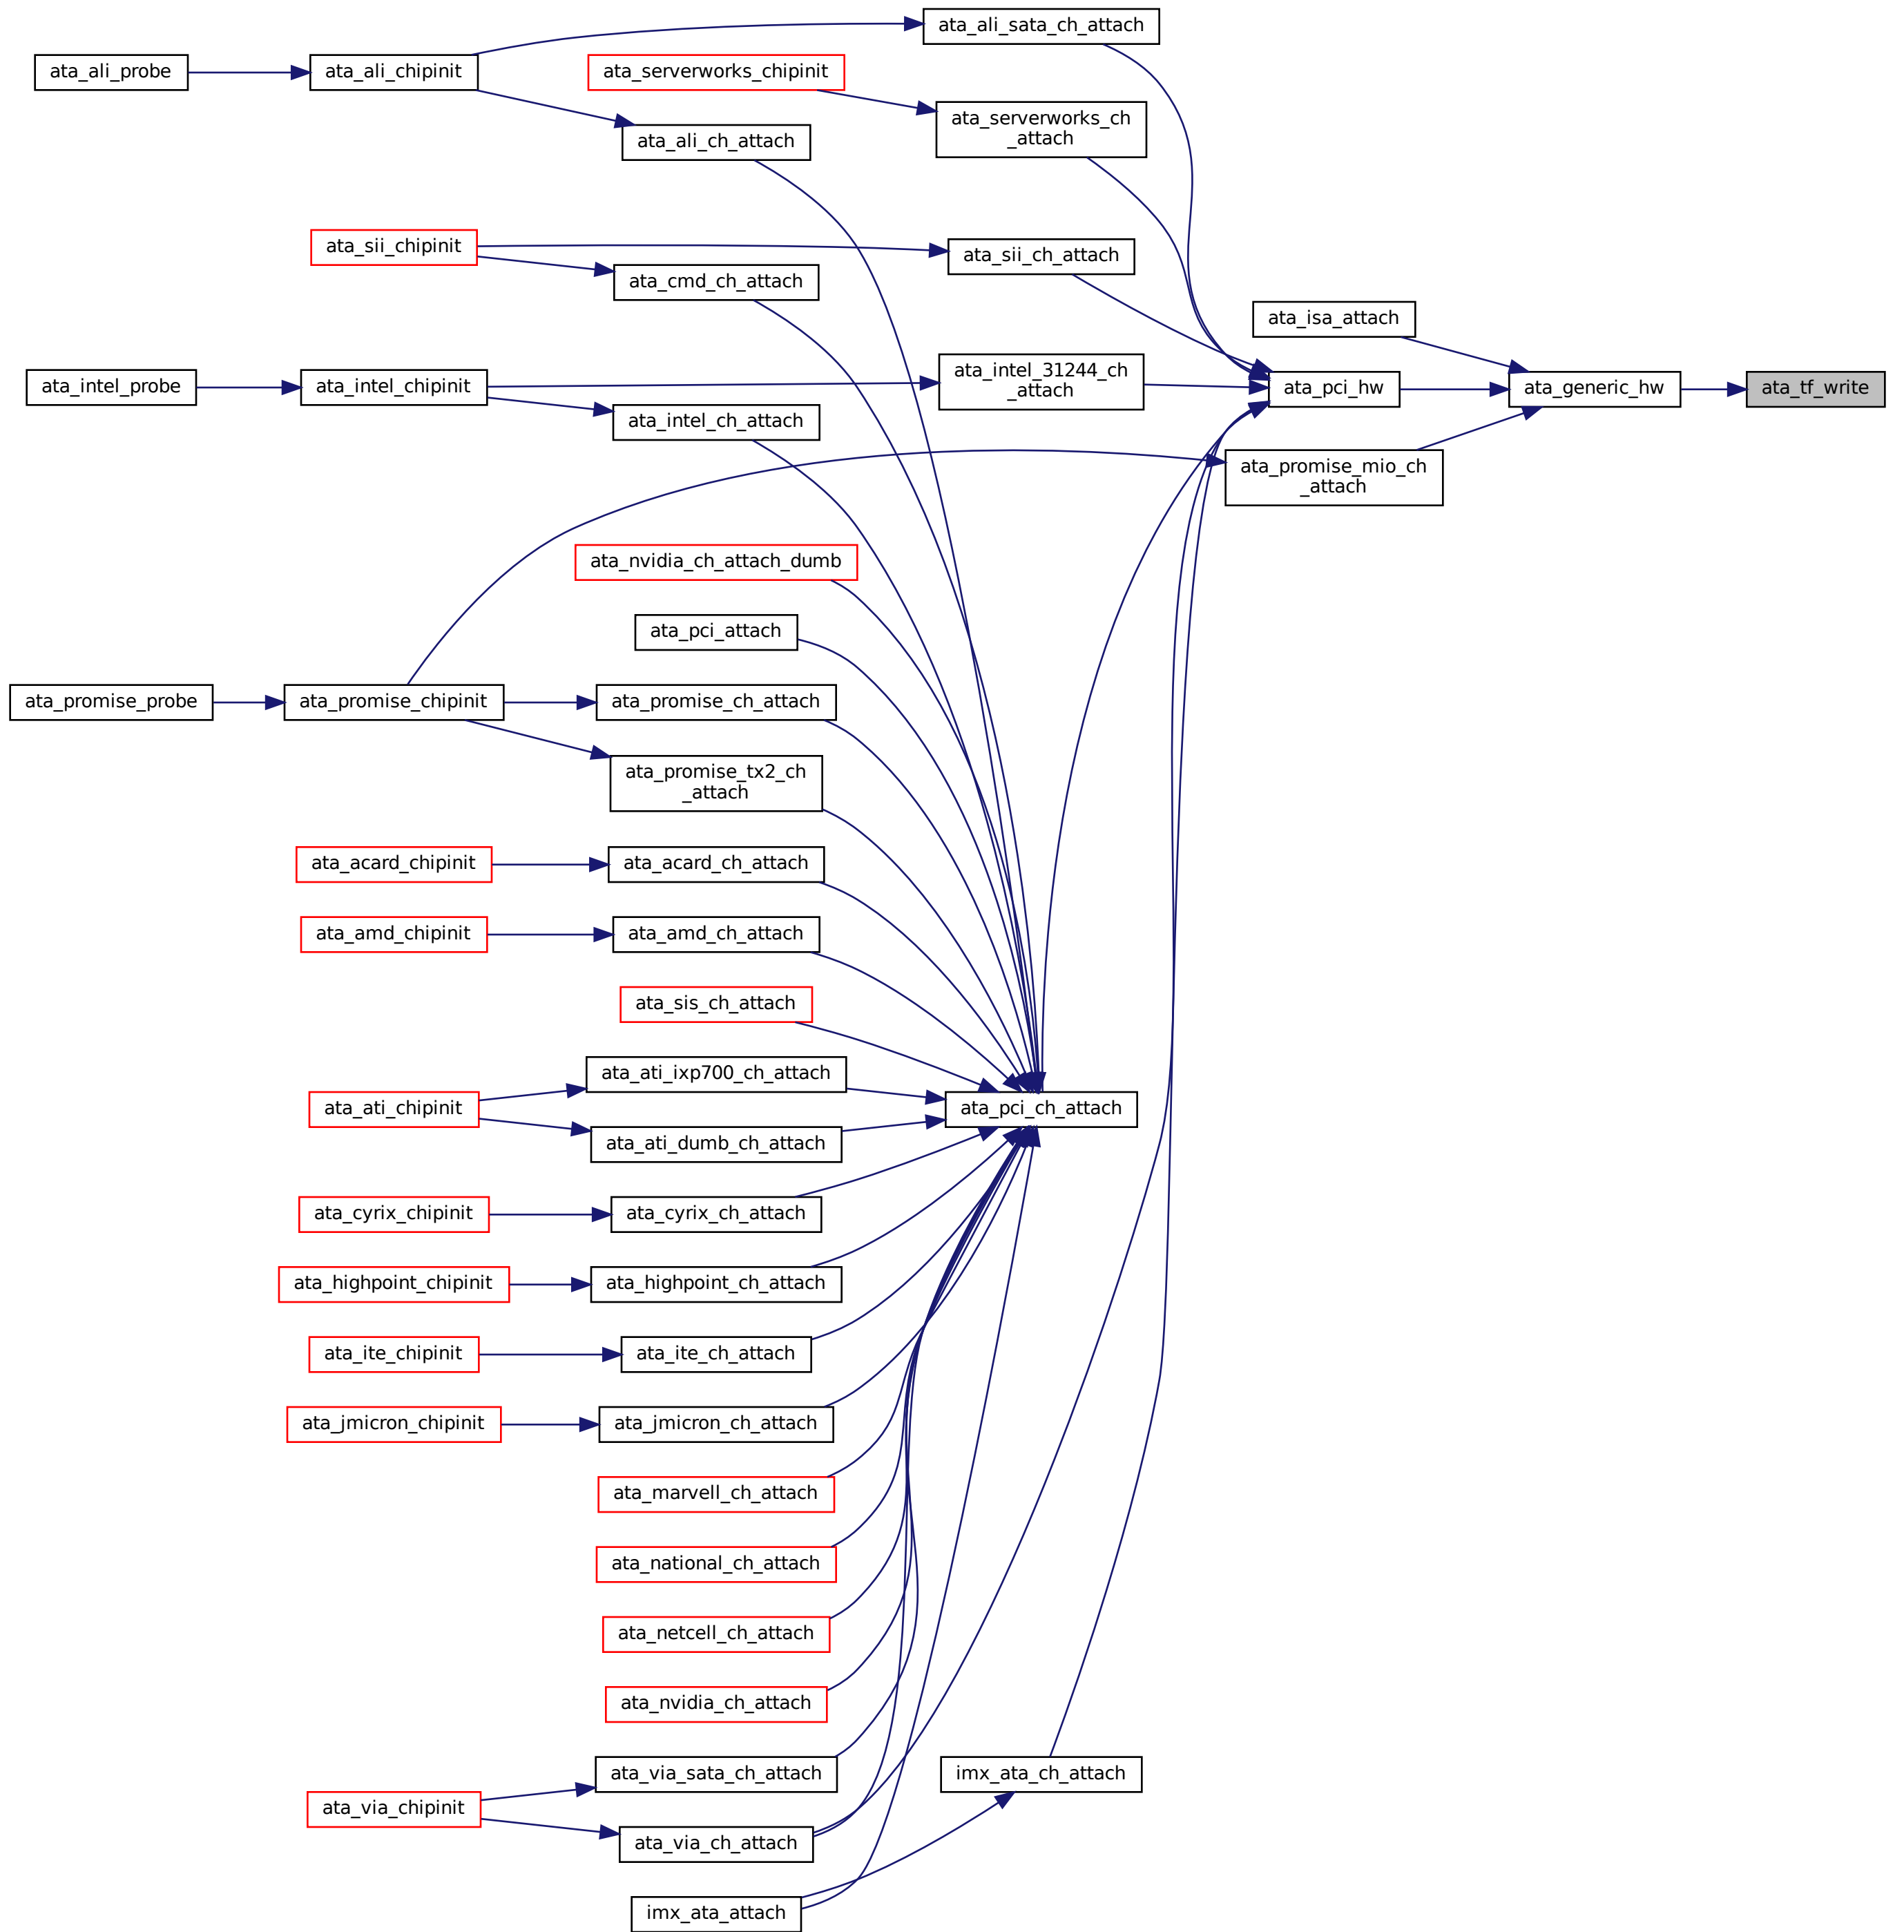 ata_ali_sata_ch_attach
ata_ali_probe
ata_ali_chipinit
ata_serverworks_chipinit
ata_serverworks_ch
_attach
ata_ali_ch_attach
ata_sii_chipinit
ata_sii_ch_attach
ata_cmd_ch_attach
ata_isa_attach
ata_intel_probe
ata_intel_chipinit
ata_intel_31244_ch
_attach
ata_pci_hw
ata_generic_hw
ata_tf_write
ata_intel_ch_attach
ata_promise_mio_ch
_attach
ata_nvidia_ch_attach_dumb
ata_pci_attach
ata_promise_probe
ata_promise_chipinit
ata_promise_ch_attach
ata_promise_tx2_ch
_attach
ata_acard_chipinit
ata_acard_ch_attach
ata_amd_chipinit
ata_amd_ch_attach
ata_sis_ch_attach
ata_ati_ixp700_ch_attach
ata_ati_chipinit
ata_pci_ch_attach
ata_ati_dumb_ch_attach
ata_cyrix_chipinit
ata_cyrix_ch_attach
ata_highpoint_chipinit
ata_highpoint_ch_attach
ata_ite_chipinit
ata_ite_ch_attach
ata_jmicron_chipinit
ata_jmicron_ch_attach
ata_marvell_ch_attach
ata_national_ch_attach
ata_netcell_ch_attach
ata_nvidia_ch_attach
ata_via_sata_ch_attach
imx_ata_ch_attach
ata_via_chipinit
ata_via_ch_attach
imx_ata_attach